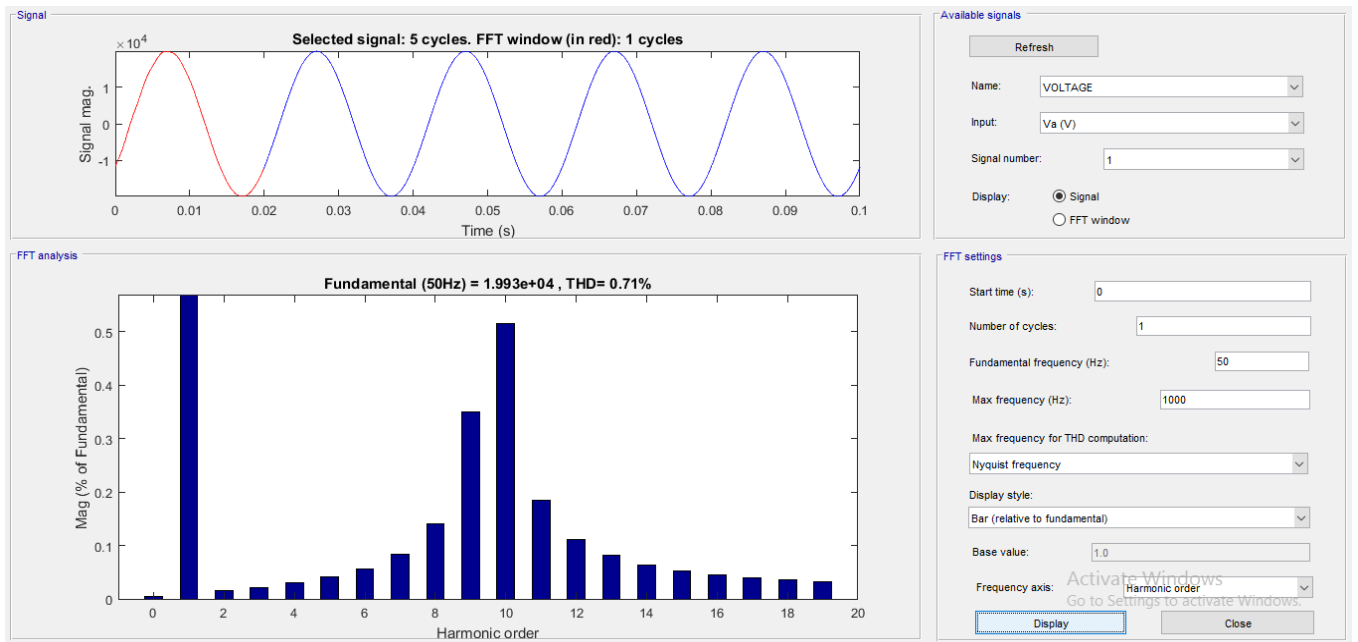 Signal
Selected signal: 5 cycles. FFT window (in red): 1 cycles
×10⁴
1
0
-1
Signal mag.
0 0.01 0.02 0.03 0.04 0.05 0.06 0.07 0.08 0.09 0.1
Time (s)
FFT analysis
Fundamental (50Hz) = 1.993e+04 , THD= 0.71%
0.5
0.4
0.3
0.2
0.1
0
Mag (% of Fundamental)
0 2 4 6 8 10 12 14 16 18 20
Harmonic order
Available signals
Refresh
Name: VOLTAGE
Input: Va (V)
Signal number: 1
Display: Signal
FFT window
FFT settings
Start time (s): 0
Number of cycles: 1
Fundamental frequency (Hz): 50
Max frequency (Hz): 1000
Max frequency for THD computation:
Nyquist frequency
Display style:
Bar (relative to fundamental)
Base value: 1.0
Frequency axis: Harmonic order
Activate Windows
Go to Settings to activate Windows.
Display Close